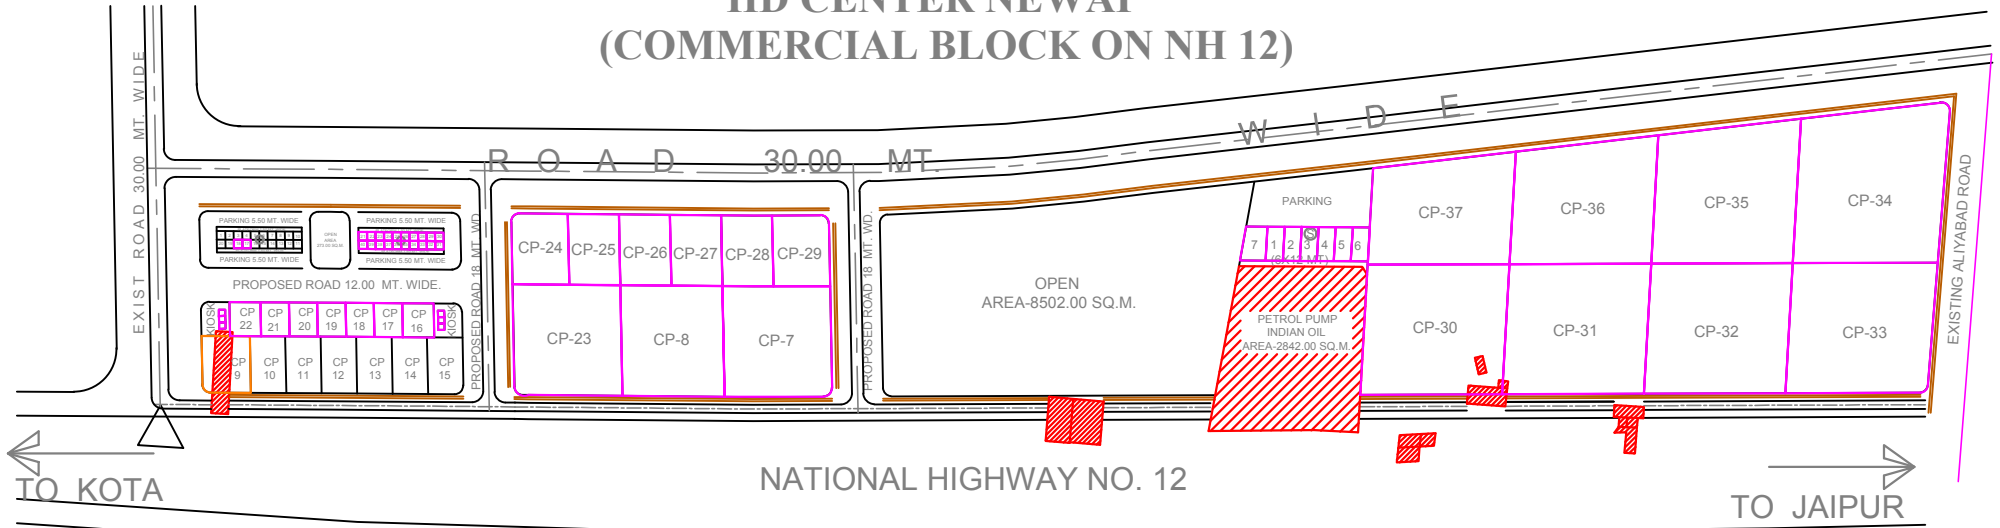 (COMMERCIAL BLOCK ON NH 12)
EXIST ROAD 30.00 MT. WIDE
ROAD 30.00 MT. WIDE
PARKING 5.50 MT. WIDE
PARKING 5.50 MT. WIDE
OPEN
AREA
PARKING 5.50 MT. WIDE
PARKING 5.50 MT. WIDE
PROPOSED ROAD 12.00 MT. WIDE.
KIOSK
CP 22
CP 21
CP 20
CP 19
CP 18
CP 17
CP 16
KIOSK
CP 9
CP 10
CP 11
CP 12
CP 13
CP 14
CP 15
PROPOSED ROAD 18 MT. WD.
CP-24
CP-25
CP-26
CP-27
CP-28
CP-29
CP-23
CP-8
CP-7
PROPOSED ROAD 18 MT. WD.
OPEN
AREA-8502.00 SQ.M.
PARKING
7 1 2 3 4 5 6
(6X12 MT)
PETROL PUMP
INDIAN OIL
AREA-2842.00 SQ.M.
CP-37
CP-36
CP-35
CP-34
CP-30
CP-31
CP-32
CP-33
EXISTING ALIYABAD ROAD
TO KOTA
NATIONAL HIGHWAY NO. 12
TO JAIPUR